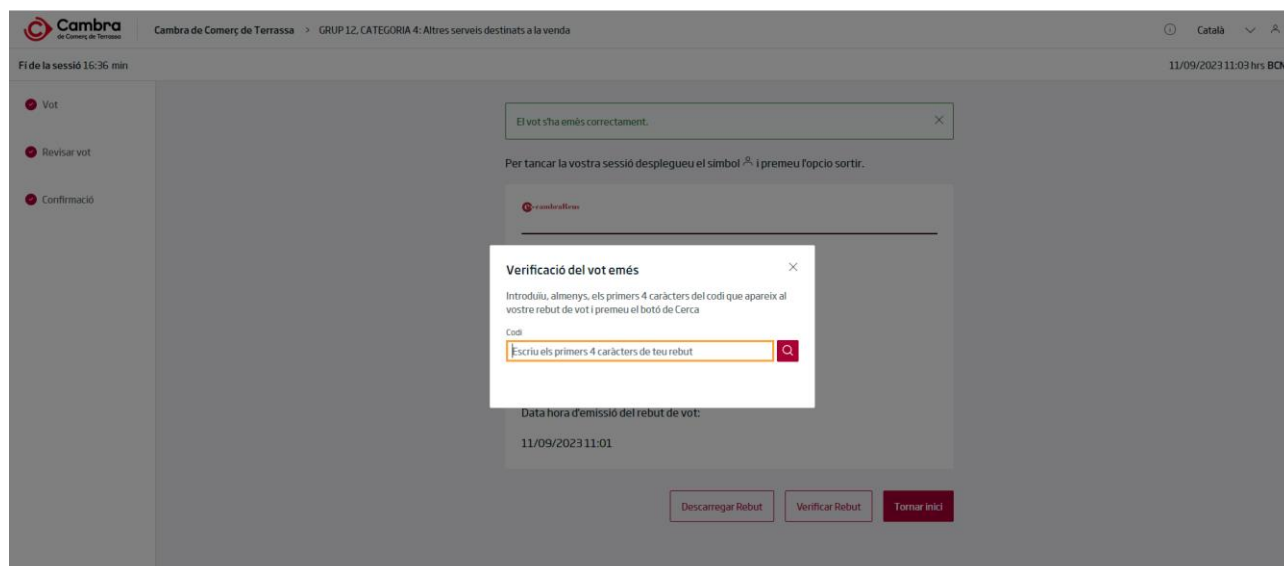 Cambra
de Comerç de Terrassa
Cambra de Comerç de Terrassa > GRUP 12, CATEGORIA 4: Altres serveis destinats a la venda
Català
Fi de la sessió 16:36 min
11/09/2023 11:03 hrs BCN
Vot
Revisar vot
Confirmació
El vot s'ha emès correctament.
Per tancar la vostra sessió desplegueu el símbol i premeu l'opcio sortir.
cambraReus
Verificació del vot emés
Introduïu, almenys, els primers 4 caràcters del codi que apareix al
vostre rebut de vot i premeu el botó de Cerca
Codi
Escriu els primers 4 caràcters de teu rebut
Data hora d'emissió del rebut de vot:
11/09/2023 11:01
Descarregar Rebut
Verificar Rebut
Tornar inici